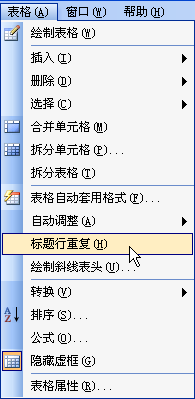 表格(A) 窗口(W) 帮助(H)
绘制表格(W)
插入(I)
删除(D)
选择(C)
合并单元格(M)
拆分单元格(P)...
拆分表格(T)
表格自动套用格式(F)...
自动调整(A)
标题行重复(H)
绘制斜线表头(U)...
转换(V)
排序(S)...
公式(O)...
隐藏虚框(G)
表格属性(R)...